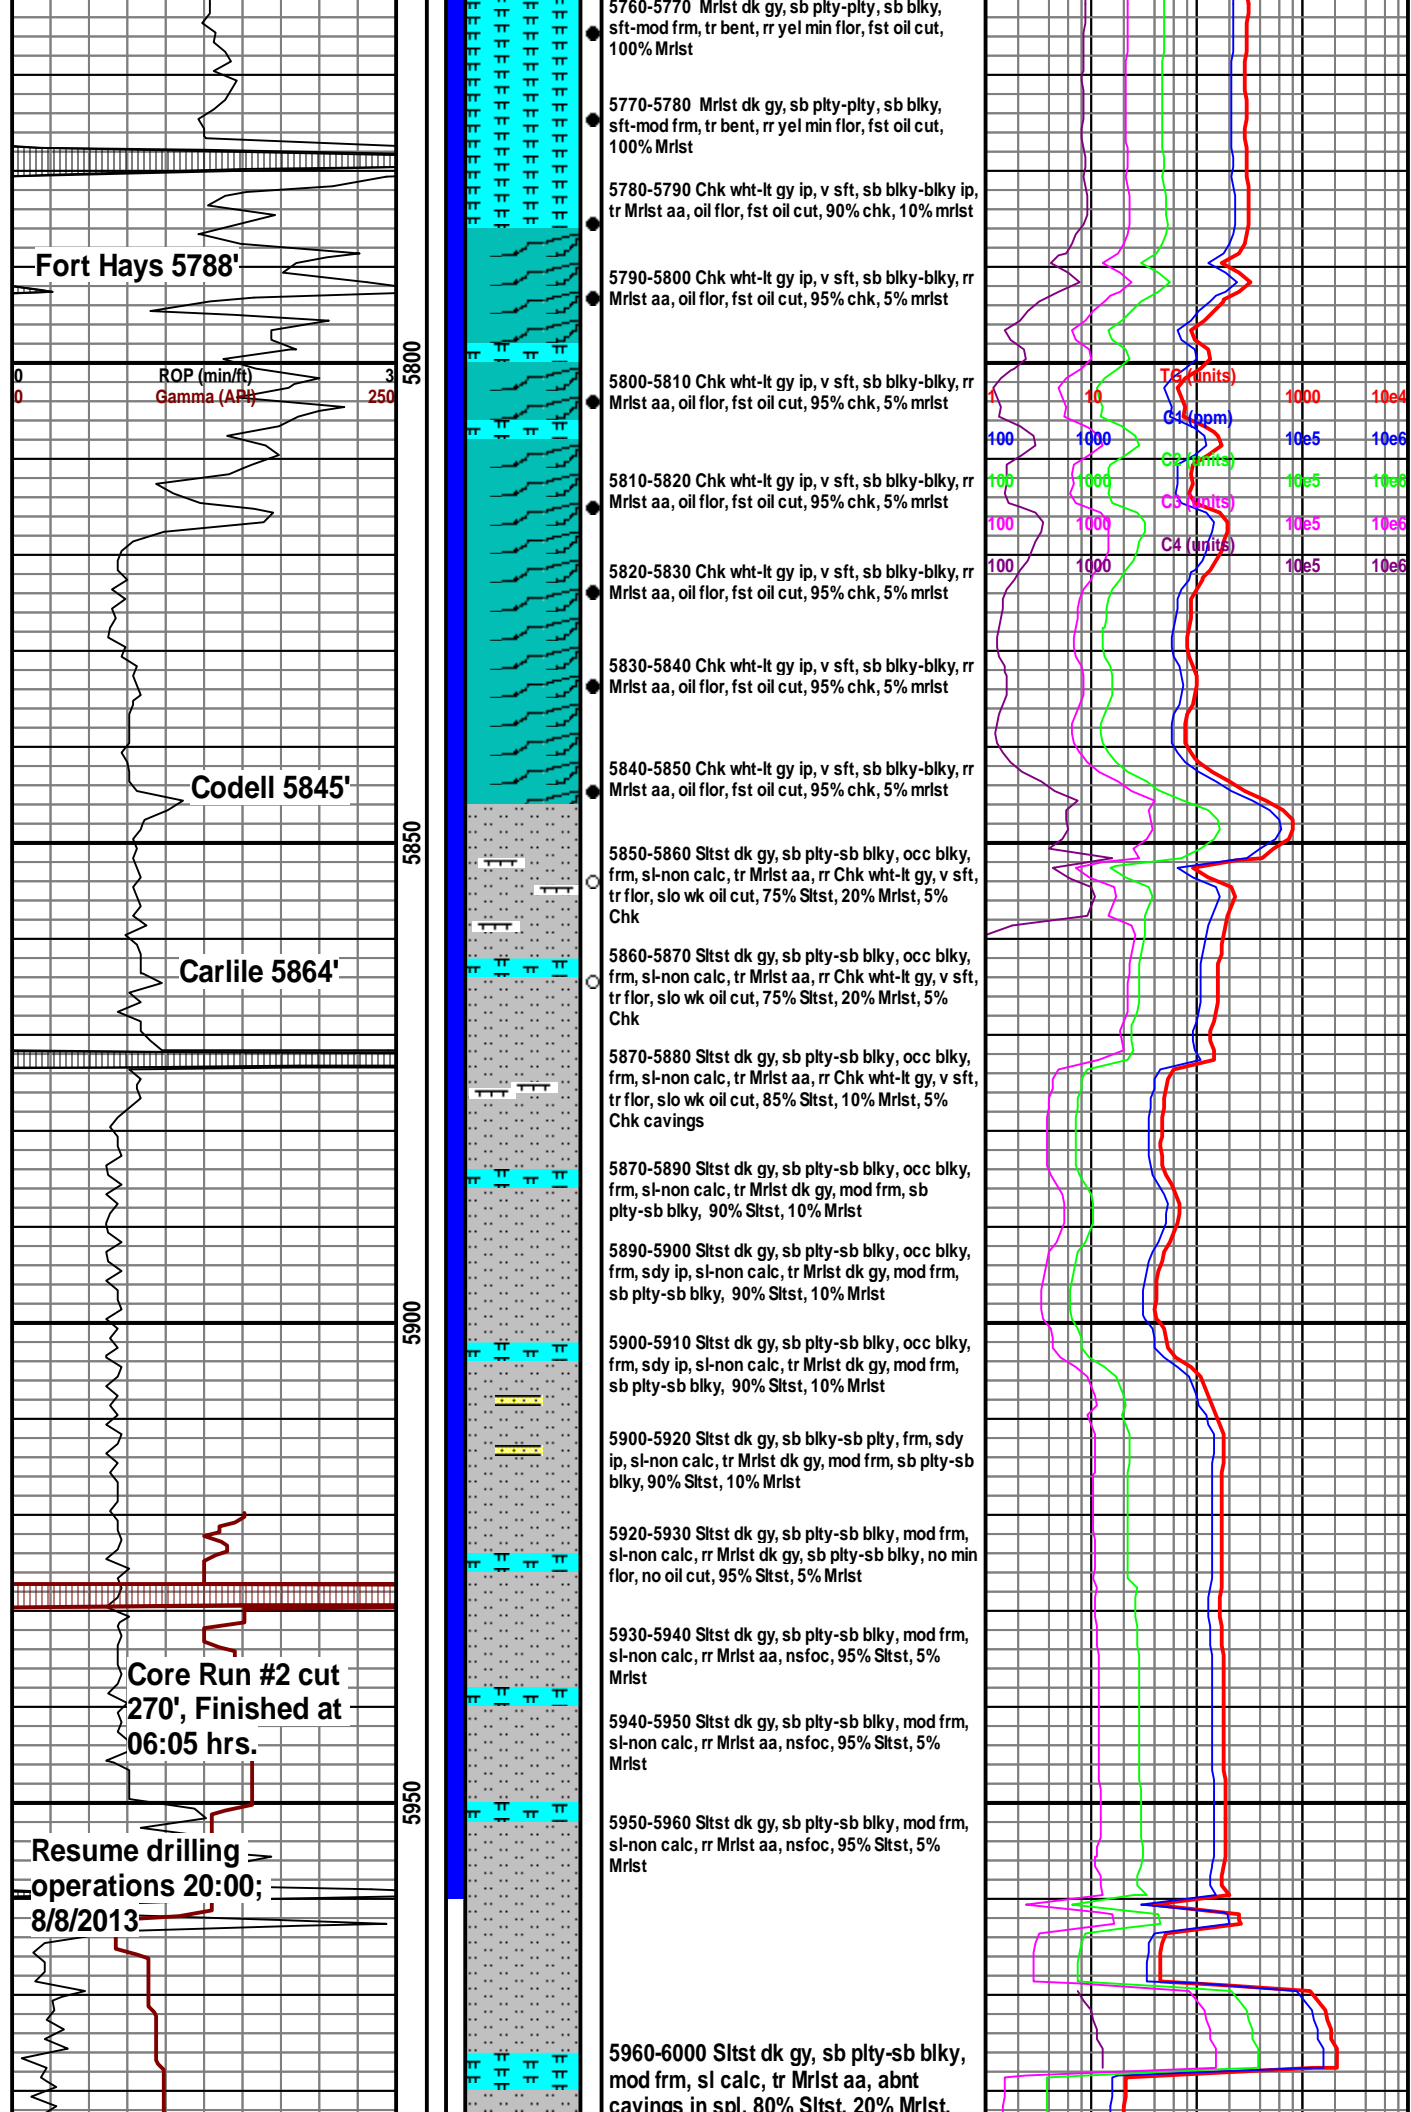 5760-5770 Mrlst dk gy, sb plty-plty, sb blky,
sft-mod frm, tr bent, rr yel min flor, fst oil cut,
100% Mrlst
5770-5780 Mrlst dk gy, sb plty-plty, sb blky,
sft-mod frm, tr bent, rr yel min flor, fst oil cut,
100% Mrlst
5780-5790 Chk wht-lt gy ip, v sft, sb blky-blky ip,
tr Mrlst aa, oil flor, fst oil cut, 90% chk, 10% mrlst
Fort Hays 5788'
5790-5800 Chk wht-lt gy ip, v sft, sb blky-blky, rr
Mrlst aa, oil flor, fst oil cut, 95% chk, 5% mrlst
5800
0 ROP (min/ft) 3
0 Gamma (API) 250
5800-5810 Chk wht-lt gy ip, v sft, sb blky-blky, rr
Mrlst aa, oil flor, fst oil cut, 95% chk, 5% mrlst
TG (units)
1 10 1000 10e4
C1 (ppm)
100 1000 10e5 10e6
C2 (units)
100 1000 10e5 10e6
C3 (units)
100 1000 10e5 10e6
C4 (units)
100 1000 10e5 10e6
5810-5820 Chk wht-lt gy ip, v sft, sb blky-blky, rr
Mrlst aa, oil flor, fst oil cut, 95% chk, 5% mrlst
5820-5830 Chk wht-lt gy ip, v sft, sb blky-blky, rr
Mrlst aa, oil flor, fst oil cut, 95% chk, 5% mrlst
5830-5840 Chk wht-lt gy ip, v sft, sb blky-blky, rr
Mrlst aa, oil flor, fst oil cut, 95% chk, 5% mrlst
Codell 5845'
5840-5850 Chk wht-lt gy ip, v sft, sb blky-blky, rr
Mrlst aa, oil flor, fst oil cut, 95% chk, 5% mrlst
5850
5850-5860 Sltst dk gy, sb plty-sb blky, occ blky,
frm, sl-non calc, tr Mrlst aa, rr Chk wht-lt gy, v sft,
tr flor, slo wk oil cut, 75% Sltst, 20% Mrlst, 5%
Chk
Carlile 5864'
5860-5870 Sltst dk gy, sb plty-sb blky, occ blky,
frm, sl-non calc, tr Mrlst aa, rr Chk wht-lt gy, v sft,
tr flor, slo wk oil cut, 75% Sltst, 20% Mrlst, 5%
Chk
5870-5880 Sltst dk gy, sb plty-sb blky, occ blky,
frm, sl-non calc, tr Mrlst aa, rr Chk wht-lt gy, v sft,
tr flor, slo wk oil cut, 85% Sltst, 10% Mrlst, 5%
Chk cavings
5870-5890 Sltst dk gy, sb plty-sb blky, occ blky,
frm, sl-non calc, tr Mrlst dk gy, mod frm, sb
plty-sb blky, 90% Sltst, 10% Mrlst
5890-5900 Sltst dk gy, sb plty-sb blky, occ blky,
frm, sdy ip, sl-non calc, tr Mrlst dk gy, mod frm,
sb plty-sb blky, 90% Sltst, 10% Mrlst
5900
5900-5910 Sltst dk gy, sb plty-sb blky, occ blky,
frm, sdy ip, sl-non calc, tr Mrlst dk gy, mod frm,
sb plty-sb blky, 90% Sltst, 10% Mrlst
5900-5920 Sltst dk gy, sb blky-sb plty, frm, sdy
ip, sl-non calc, tr Mrlst dk gy, mod frm, sb plty-sb
blky, 90% Sltst, 10% Mrlst
5920-5930 Sltst dk gy, sb plty-sb blky, mod frm,
sl-non calc, rr Mrlst dk gy, sb plty-sb blky, no min
flor, no oil cut, 95% Sltst, 5% Mrlst
5930-5940 Sltst dk gy, sb plty-sb blky, mod frm,
sl-non calc, rr Mrlst aa, nsfoc, 95% Sltst, 5%
Mrlst
Core Run #2 cut
270', Finished at
06:05 hrs.
5940-5950 Sltst dk gy, sb plty-sb blky, mod frm,
sl-non calc, rr Mrlst aa, nsfoc, 95% Sltst, 5%
Mrlst
5950
5950-5960 Sltst dk gy, sb plty-sb blky, mod frm,
sl-non calc, rr Mrlst aa, nsfoc, 95% Sltst, 5%
Mrlst
Resume drilling
operations 20:00;
8/8/2013
5960-6000 Sltst dk gy, sb plty-sb blky,
mod frm, sl calc, tr Mrlst aa, abnt
cavings in spl, 80% Sltst, 20% Mrlst,